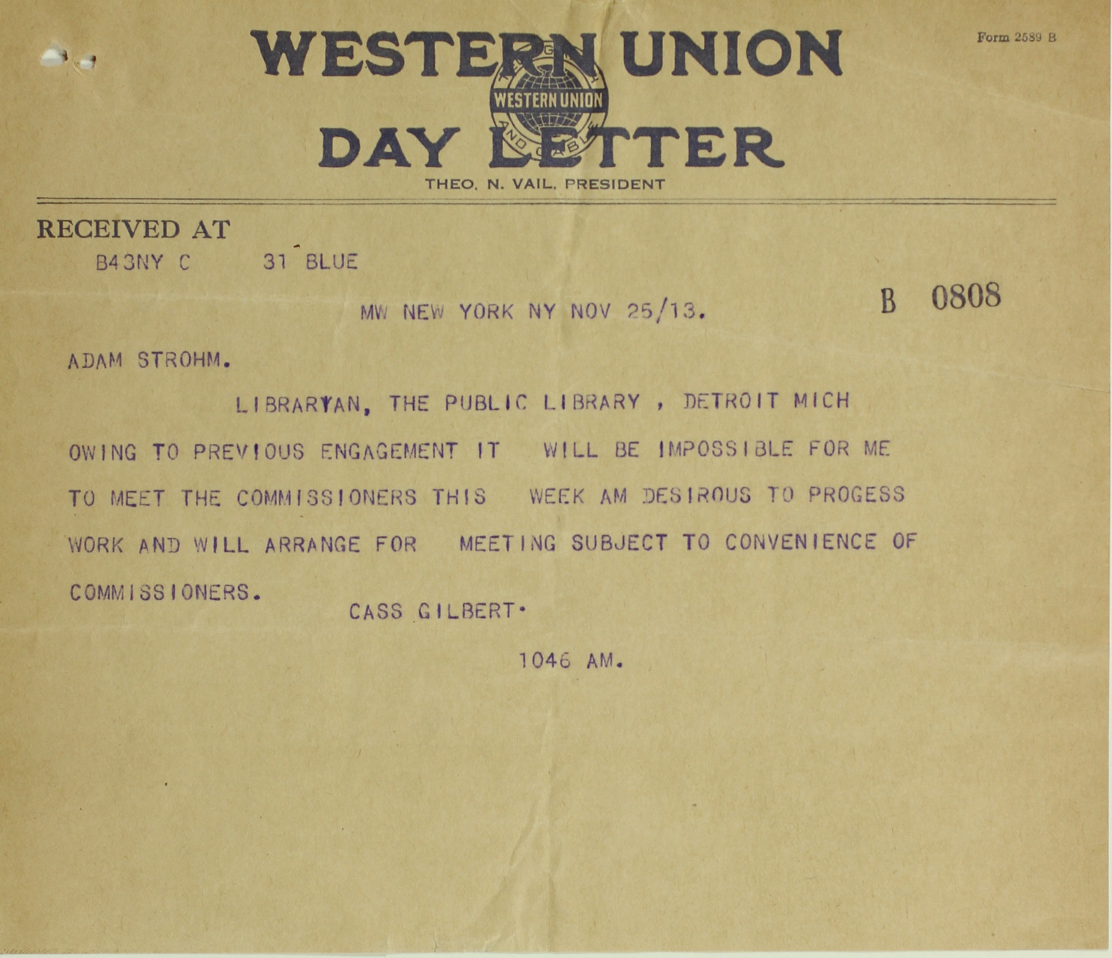 WESTERN UNION
Form 2589 B
TELEGRAPH AND CABLE
WESTERN UNION
DAY LETTER
THEO. N. VAIL, PRESIDENT
RECEIVED AT
B43NY C 31 BLUE
B 0808
MW NEW YORK NY NOV 25/13.
ADAM STROHM.
LIBRARYAN, THE PUBLIC LIBRARY , DETROIT MICH
OWING TO PREVIOUS ENGAGEMENT IT WILL BE IMPOSSIBLE FOR ME
TO MEET THE COMMISSIONERS THIS WEEK AM DESIROUS TO PROGESS
WORK AND WILL ARRANGE FOR MEETING SUBJECT TO CONVENIENCE OF
COMMISSIONERS.
CASS GILBERT.
1046 AM.